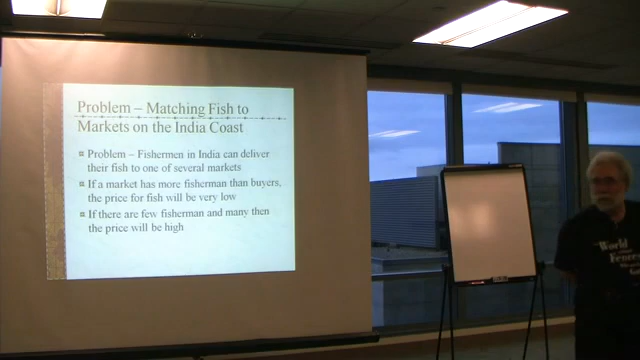 Problem – Matching Fish to
Markets on the India Coast
Problem – Fishermen in India can deliver
their fish to one of several markets
If a market has more fisherman than buyers,
the price for fish will be very low
If there are few fisherman and many then
the price will be high
World